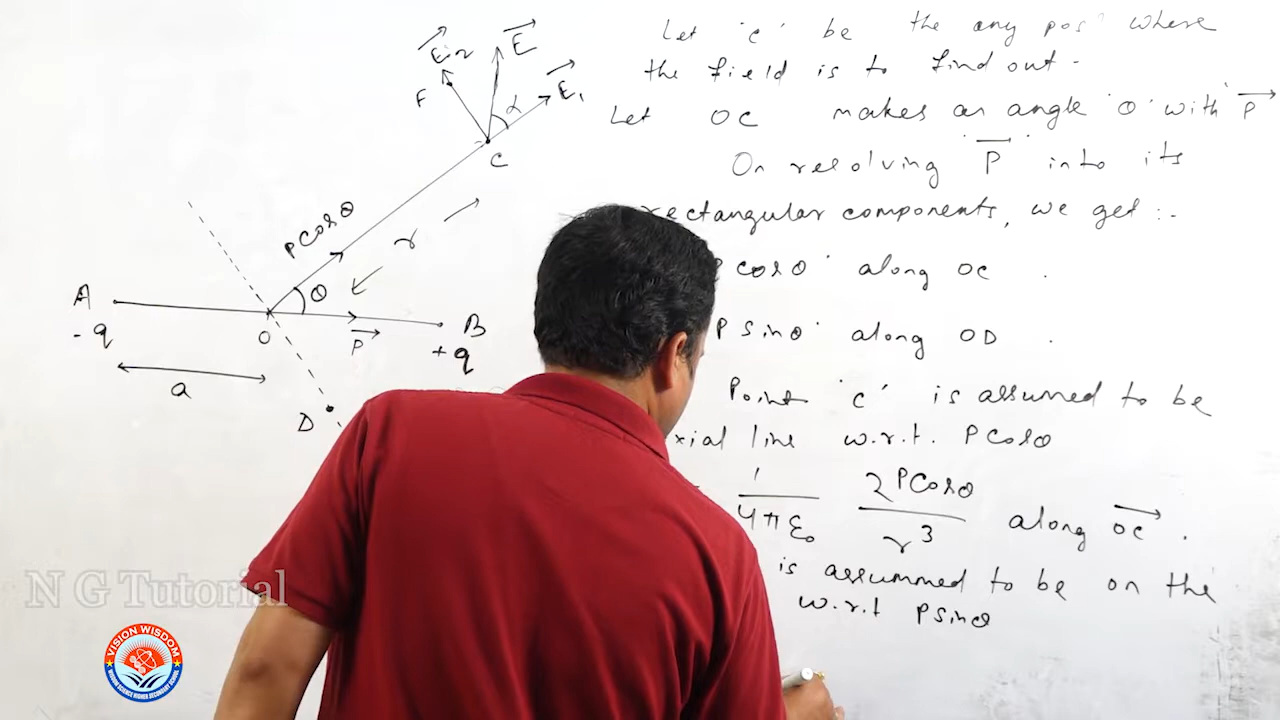 Let 'c' be the any pos where
the field is to find out -
Let OC makes an angle 'θ' with 'P
On resolving 'P' into its
rectangular components, we get :-
Pcosθ' along OC .
Psinθ' along OD .
Point 'c' is assumed to be
xial line w.r.t. Pcosθ
1/4πε₀ 2Pcosθ/r³ along OC .
is assummed to be on the
w.r.t Psinθ
E₂
E
E₁
F
α
C
Pcosθ
r
θ
A
-q
O
P
B
+q
a
D
N G Tutorial
VISION WISDOM